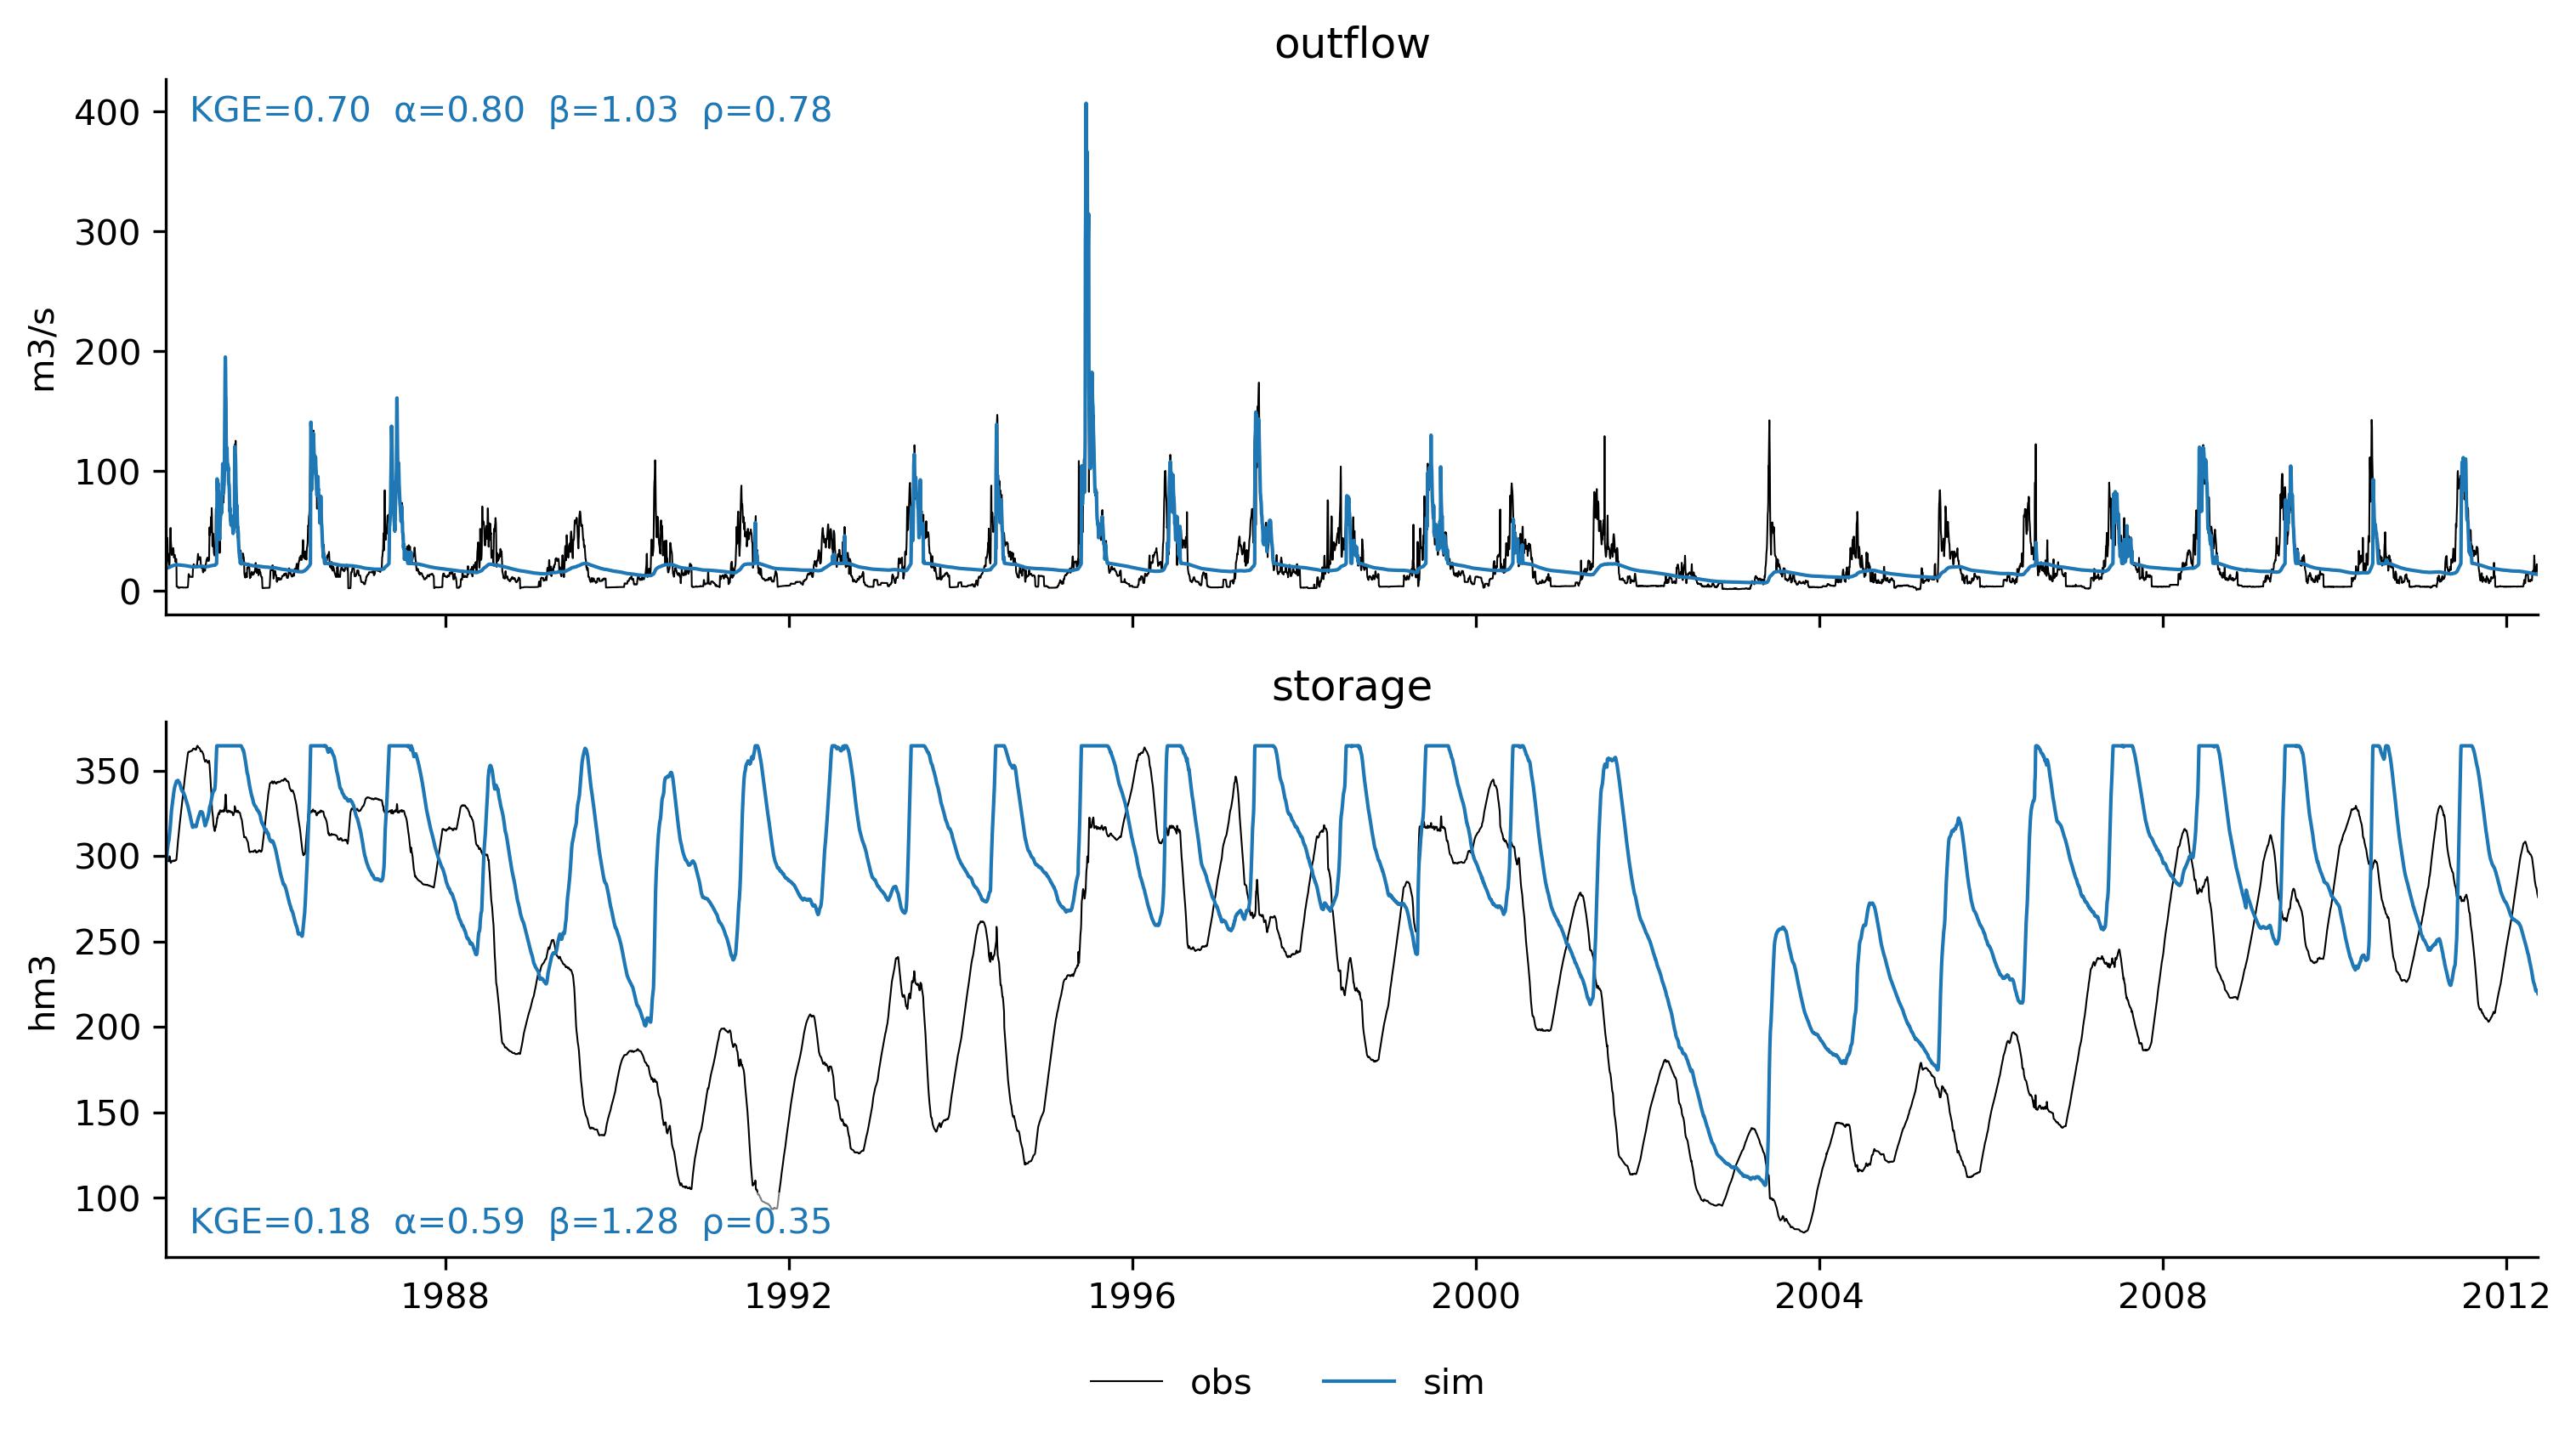 outflow
KGE=0.70 α=0.80 β=1.03 ρ=0.78
400
300
200
100
0
m3/s
storage
350
300
250
200
150
100
hm3
KGE=0.18 α=0.59 β=1.28 ρ=0.35
1988 1992 1996 2000 2004 2008 2012
obs sim